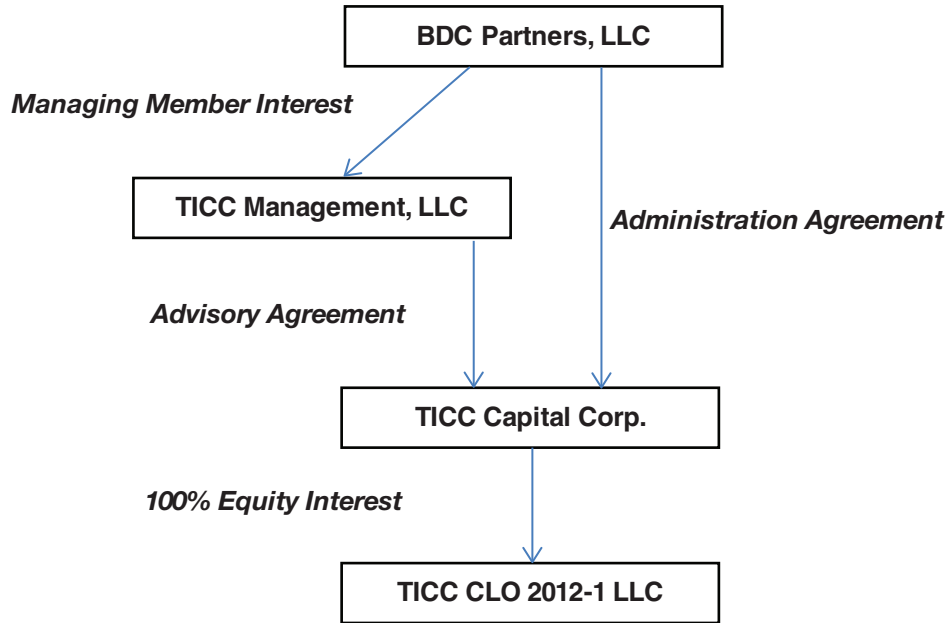 BDC Partners, LLC
Managing Member Interest
TICC Management, LLC
Administration Agreement
Advisory Agreement
TICC Capital Corp.
100% Equity Interest
TICC CLO 2012-1 LLC